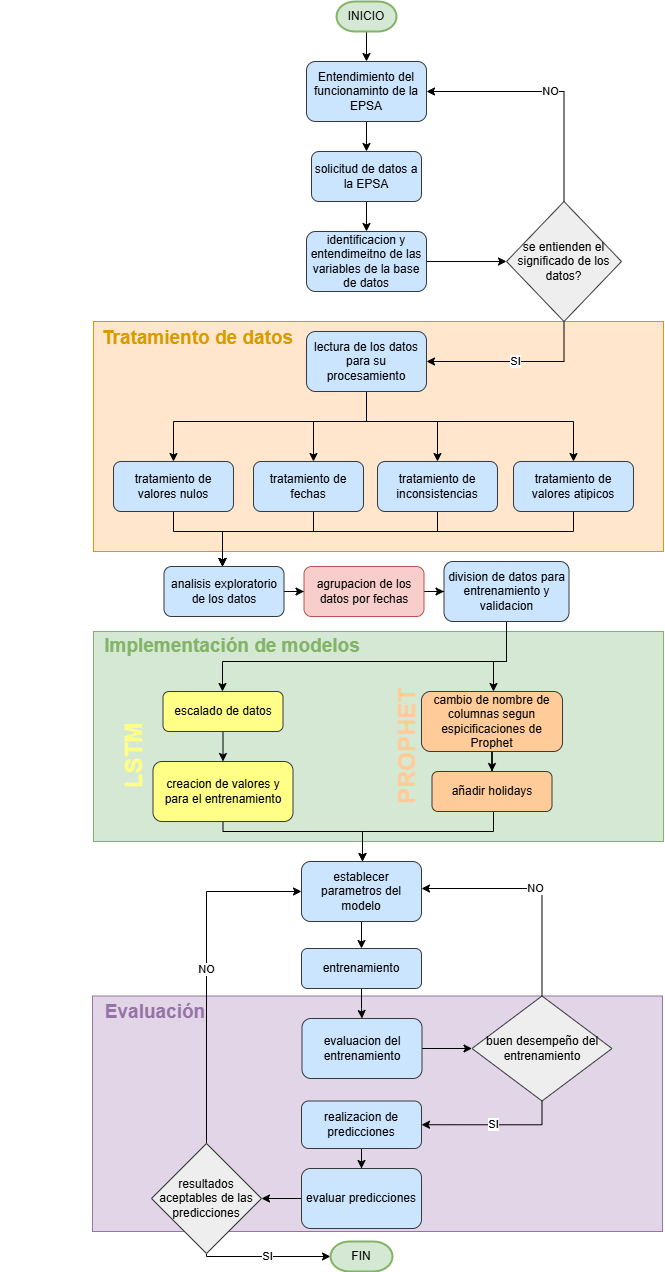 INICIO
Entendimiento del
funcionaminto de la
EPSA
NO
solicitud de datos a
la EPSA
identificacion y
entendimeitno de las
variables de la base
de datos
se entienden el
significado de los
datos?
Tratamiento de datos
lectura de los datos
para su
procesamiento
SI
tratamiento de
valores nulos
tratamiento de
fechas
tratamiento de
inconsistencias
tratamiento de
valores atipicos
analisis exploratorio
de los datos
agrupacion de los
datos por fechas
division de datos para
entrenamiento y
validacion
Implementación de modelos
LSTM
escalado de datos
creacion de valores y
para el entrenamiento
PROPHET
cambio de nombre de
columnas segun
espicificaciones de
Prophet
añadir holidays
establecer
parametros del
modelo
NO
NO
entrenamiento
Evaluación
evaluacion del
entrenamiento
buen desempeño del
entrenamiento
realizacion de
predicciones
SI
evaluar predicciones
resultados
aceptables de las
predicciones
SI
FIN